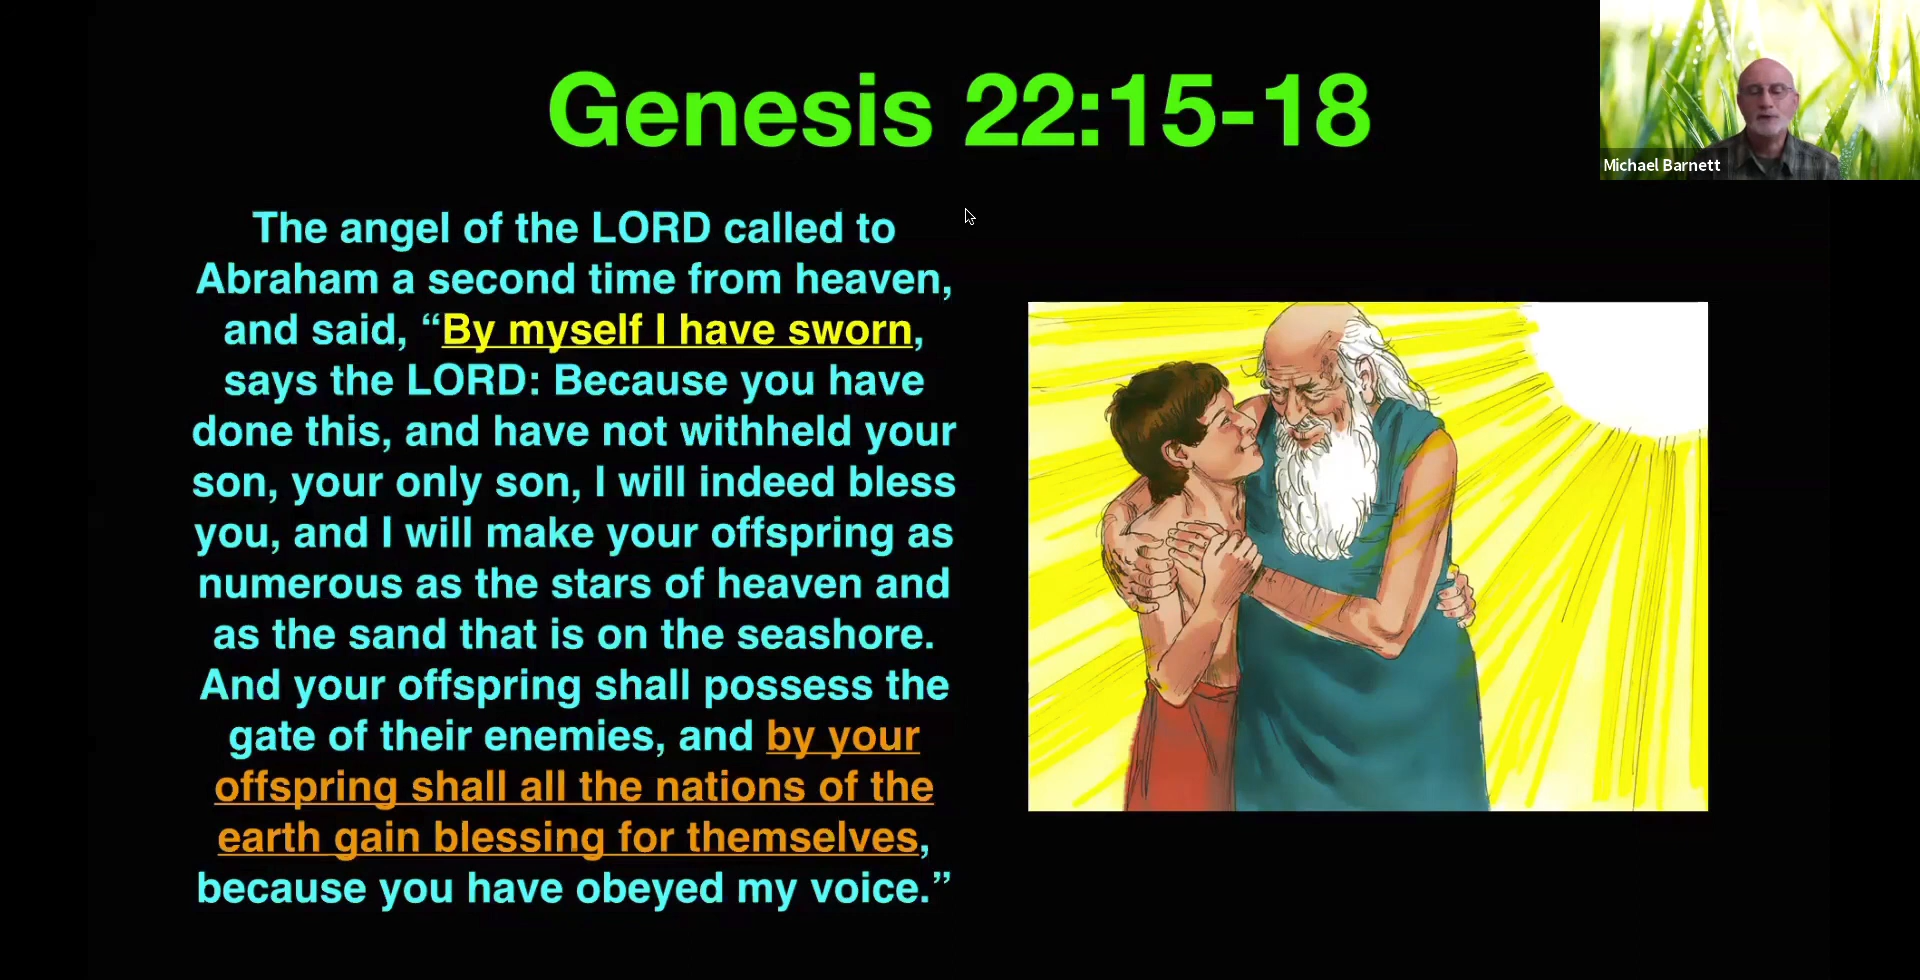 Genesis 22:15-18
Michael Barnett
The angel of the LORD called to
Abraham a second time from heaven,
and said, “By myself I have sworn,
says the LORD: Because you have
done this, and have not withheld your
son, your only son, I will indeed bless
you, and I will make your offspring as
numerous as the stars of heaven and
as the sand that is on the seashore.
And your offspring shall possess the
gate of their enemies, and by your
offspring shall all the nations of the
earth gain blessing for themselves,
because you have obeyed my voice.”